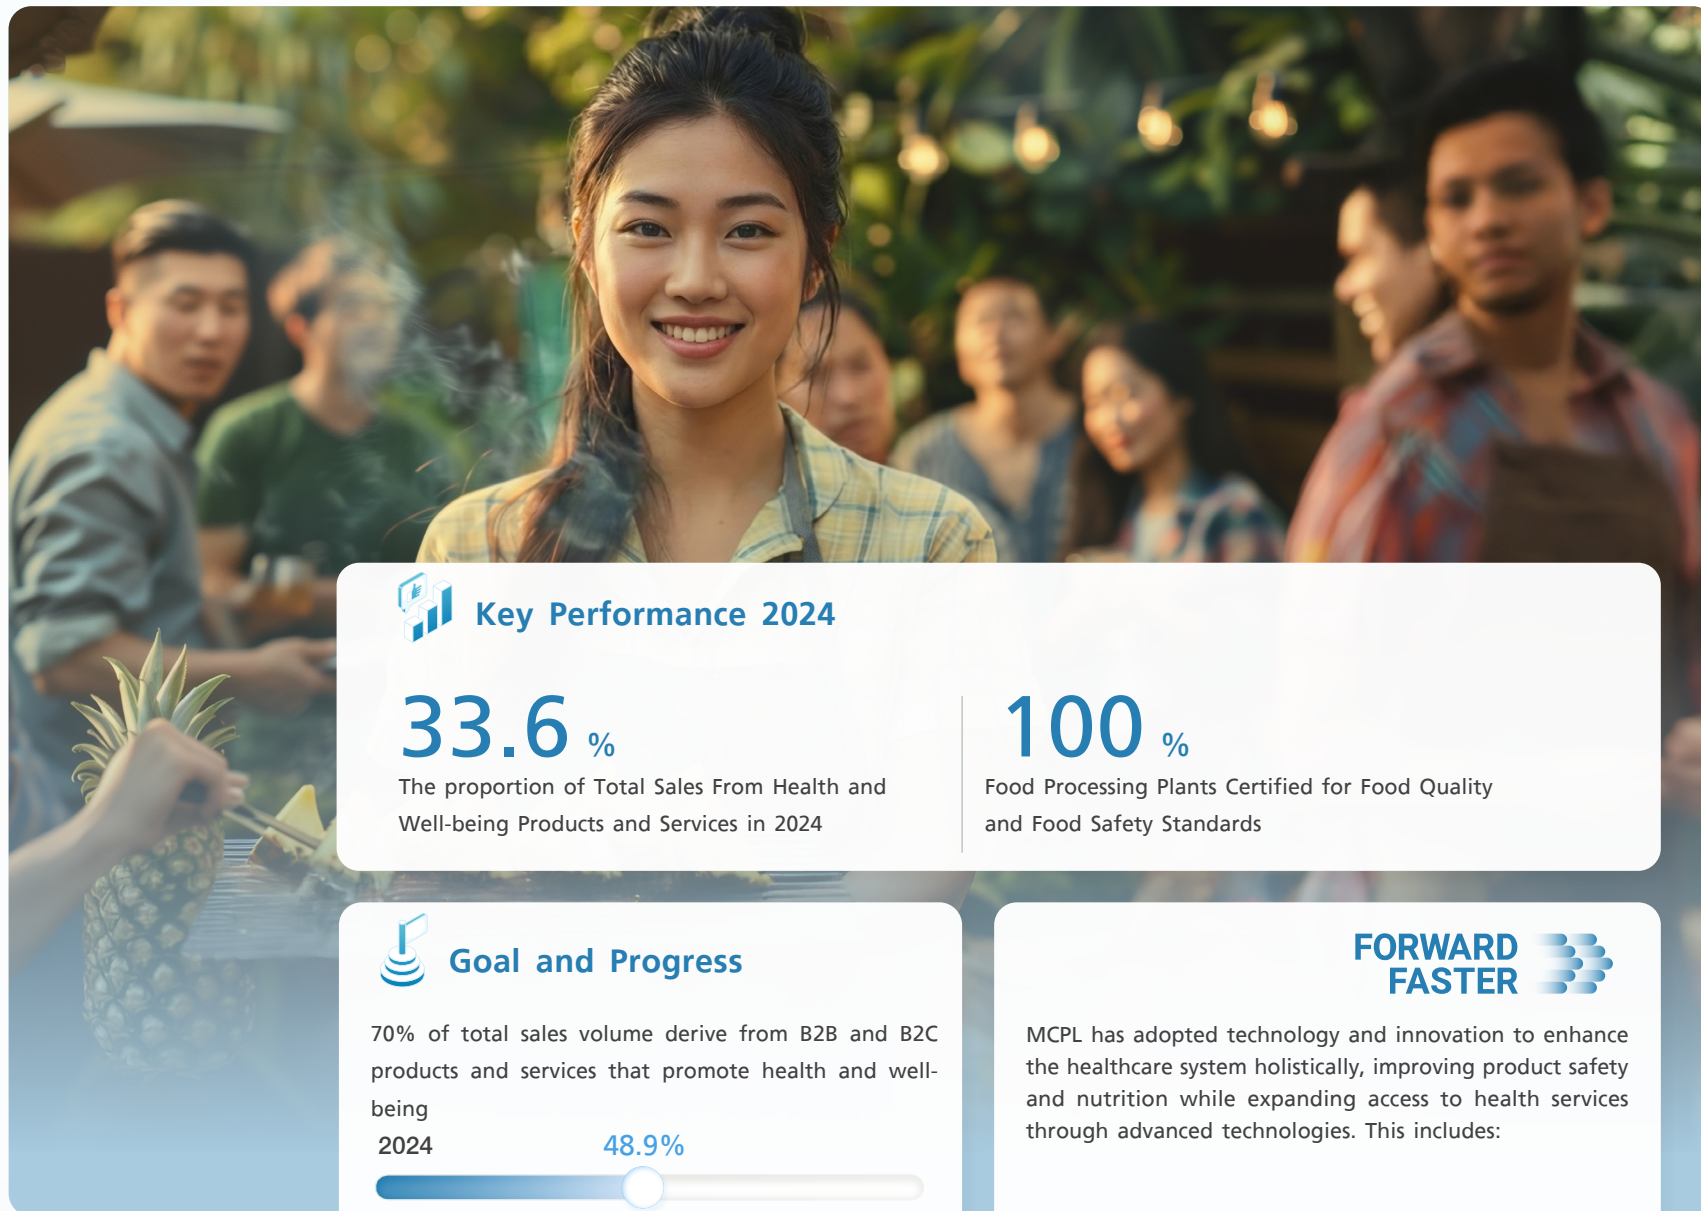 Key Performance 2024
33.6 %
The proportion of Total Sales From Health and
Well-being Products and Services in 2024
100 %
Food Processing Plants Certified for Food Quality
and Food Safety Standards
Goal and Progress
70% of total sales volume derive from B2B and B2C
products and services that promote health and well-
being
2024 48.9%
FORWARD
FASTER
MCPL has adopted technology and innovation to enhance
the healthcare system holistically, improving product safety
and nutrition while expanding access to health services
through advanced technologies. This includes: